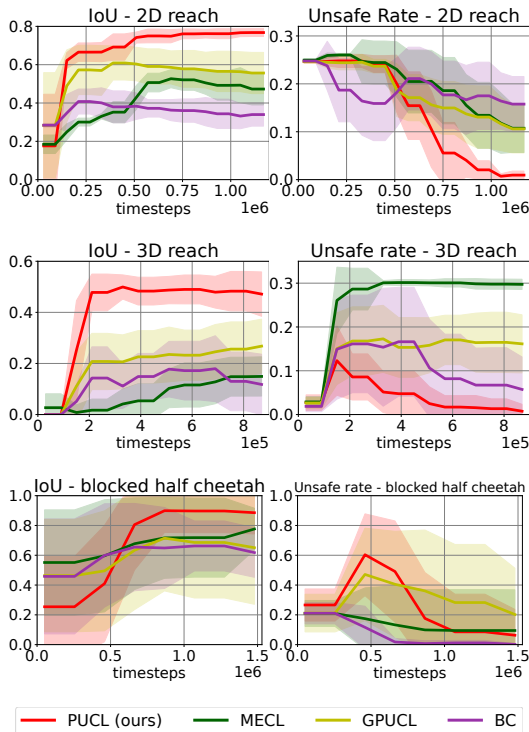 IoU - 2D reach
Unsafe Rate - 2D reach
0.8
0.6
0.4
0.2
0.0
0.3
0.2
0.1
0.0
0.00 0.25 0.50 0.75 1.00
timesteps 1e6
0.00 0.25 0.50 0.75 1.00
timesteps 1e6
IoU - 3D reach
Unsafe rate - 3D reach
0.6
0.4
0.2
0.0
0.3
0.2
0.1
0.0
0 2 4 6 8
timesteps 1e5
0 2 4 6 8
timesteps 1e5
IoU - blocked half cheetah
Unsafe rate - blocked half cheetah
1.0
0.8
0.6
0.4
0.2
0.0
1.0
0.8
0.6
0.4
0.2
0.0
0.0 0.5 1.0 1.5
timesteps 1e6
0.0 0.5 1.0 1.5
timesteps 1e6
PUCL (ours) MECL GPUCL BC